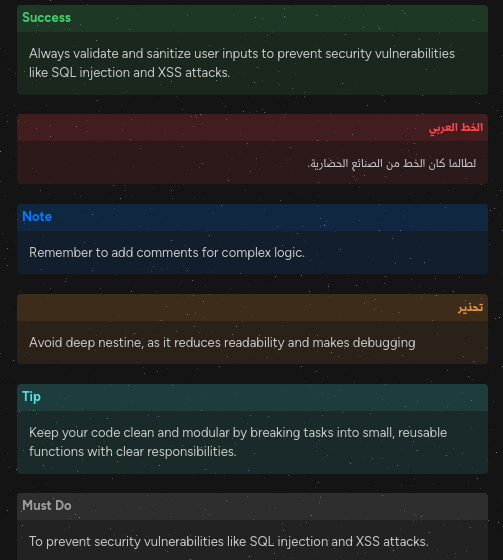 Success
Always validate and sanitize user inputs to prevent security vulnerabilities
like SQL injection and XSS attacks.
الخط العربي
لطالما كان الخط من الصنائع الحضارية.
Note
Remember to add comments for complex logic.
تحذير
Avoid deep nestine, as it reduces readability and makes debugging
Tip
Keep your code clean and modular by breaking tasks into small, reusable
functions with clear responsibilities.
Must Do
To prevent security vulnerabilities like SQL injection and XSS attacks.